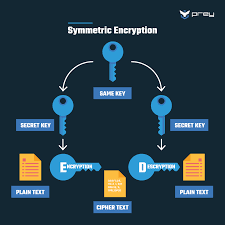 prey
Symmetric Encryption
SAME KEY
SECRET KEY
SECRET KEY
ENCRYPTION
DECRYPTION
PLAIN TEXT
CIPHER TEXT
PLAIN TEXT